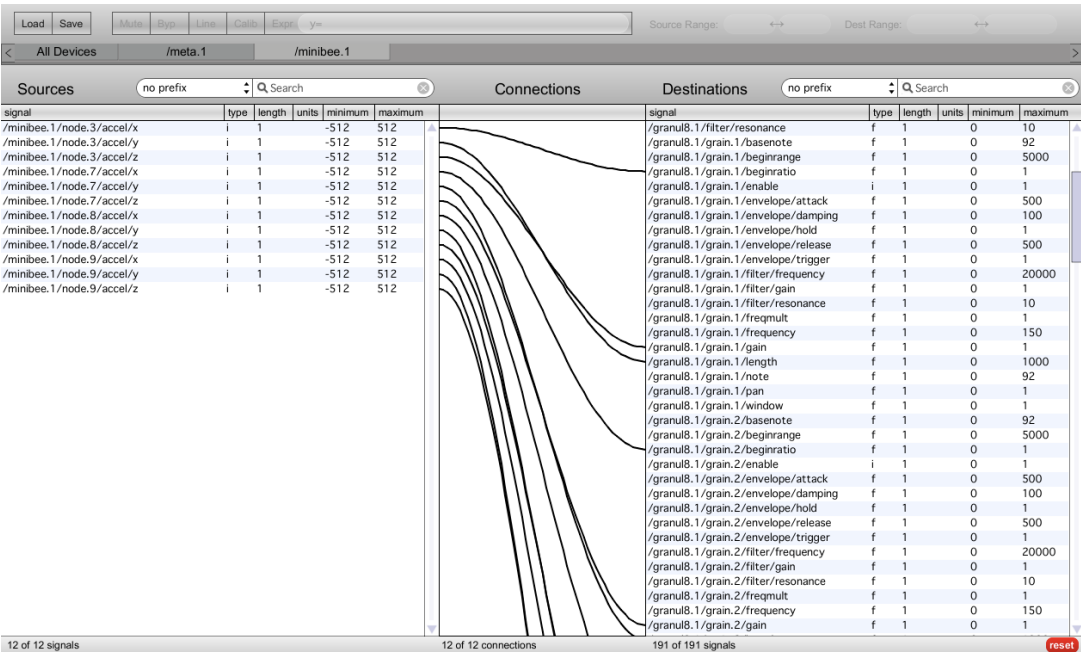 Load Save Mute Byp Line Calib Expr y= Source Range: ↔ Dest Range: ↔
< All Devices /meta.1 /minibee.1 >
Sources no prefix Search Connections Destinations no prefix Search
signal type length units minimum maximum signal type length units minimum maximum
/minibee.1/node.3/accel/x i 1 -512 512 /granul8.1/filter/resonance f 1 0 10
/minibee.1/node.3/accel/y i 1 -512 512 /granul8.1/grain.1/basenote f 1 0 92
/minibee.1/node.3/accel/z i 1 -512 512 /granul8.1/grain.1/beginrange f 1 0 5000
/minibee.1/node.7/accel/x i 1 -512 512 /granul8.1/grain.1/beginratio f 1 0 1
/minibee.1/node.7/accel/y i 1 -512 512 /granul8.1/grain.1/enable i 1 0 1
/minibee.1/node.7/accel/z i 1 -512 512 /granul8.1/grain.1/envelope/attack f 1 0 500
/minibee.1/node.8/accel/x i 1 -512 512 /granul8.1/grain.1/envelope/damping f 1 0 100
/minibee.1/node.8/accel/y i 1 -512 512 /granul8.1/grain.1/envelope/hold f 1 0 1
/minibee.1/node.8/accel/z i 1 -512 512 /granul8.1/grain.1/envelope/release f 1 0 500
/minibee.1/node.9/accel/x i 1 -512 512 /granul8.1/grain.1/envelope/trigger f 1 0 1
/minibee.1/node.9/accel/y i 1 -512 512 /granul8.1/grain.1/filter/frequency f 1 0 20000
/minibee.1/node.9/accel/z i 1 -512 512 /granul8.1/grain.1/filter/gain f 1 0 1
/granul8.1/grain.1/filter/resonance f 1 0 10
/granul8.1/grain.1/freqmult f 1 0 1
/granul8.1/grain.1/frequency f 1 0 150
/granul8.1/grain.1/gain f 1 0 1
/granul8.1/grain.1/length f 1 0 1000
/granul8.1/grain.1/note f 1 0 92
/granul8.1/grain.1/pan f 1 0 1
/granul8.1/grain.1/window f 1 0 1
/granul8.1/grain.2/basenote f 1 0 92
/granul8.1/grain.2/beginrange f 1 0 5000
/granul8.1/grain.2/beginratio f 1 0 1
/granul8.1/grain.2/enable i 1 0 1
/granul8.1/grain.2/envelope/attack f 1 0 500
/granul8.1/grain.2/envelope/damping f 1 0 100
/granul8.1/grain.2/envelope/hold f 1 0 1
/granul8.1/grain.2/envelope/release f 1 0 500
/granul8.1/grain.2/envelope/trigger f 1 0 1
/granul8.1/grain.2/filter/frequency f 1 0 20000
/granul8.1/grain.2/filter/gain f 1 0 1
/granul8.1/grain.2/filter/resonance f 1 0 10
/granul8.1/grain.2/freqmult f 1 0 1
/granul8.1/grain.2/frequency f 1 0 150
/granul8.1/grain.2/gain f 1 0 1
12 of 12 signals 12 of 12 connections 191 of 191 signals reset